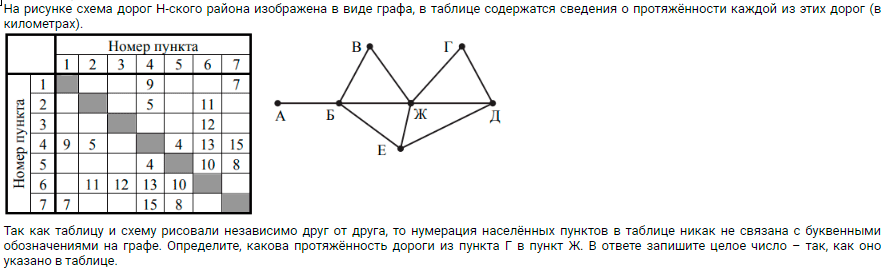 На рисунке схема дорог Н-ского района изображена в виде графа, в таблице содержатся сведения о протяжённости каждой из этих дорог (в
километрах).
Номер пункта
1 2 3 4 5 6 7
Номер пункта
1 9 7
2 5 11
3 12
4 9 5 4 13 15
5 4 10 8
6 11 12 13 10
7 7 15 8
В Г
А Б Ж Д
Е
Так как таблицу и схему рисовали независимо друг от друга, то нумерация населённых пунктов в таблице никак не связана с буквенными
обозначениями на графе. Определите, какова протяжённость дороги из пункта Г в пункт Ж. В ответе запишите целое число – так, как оно
указано в таблице.